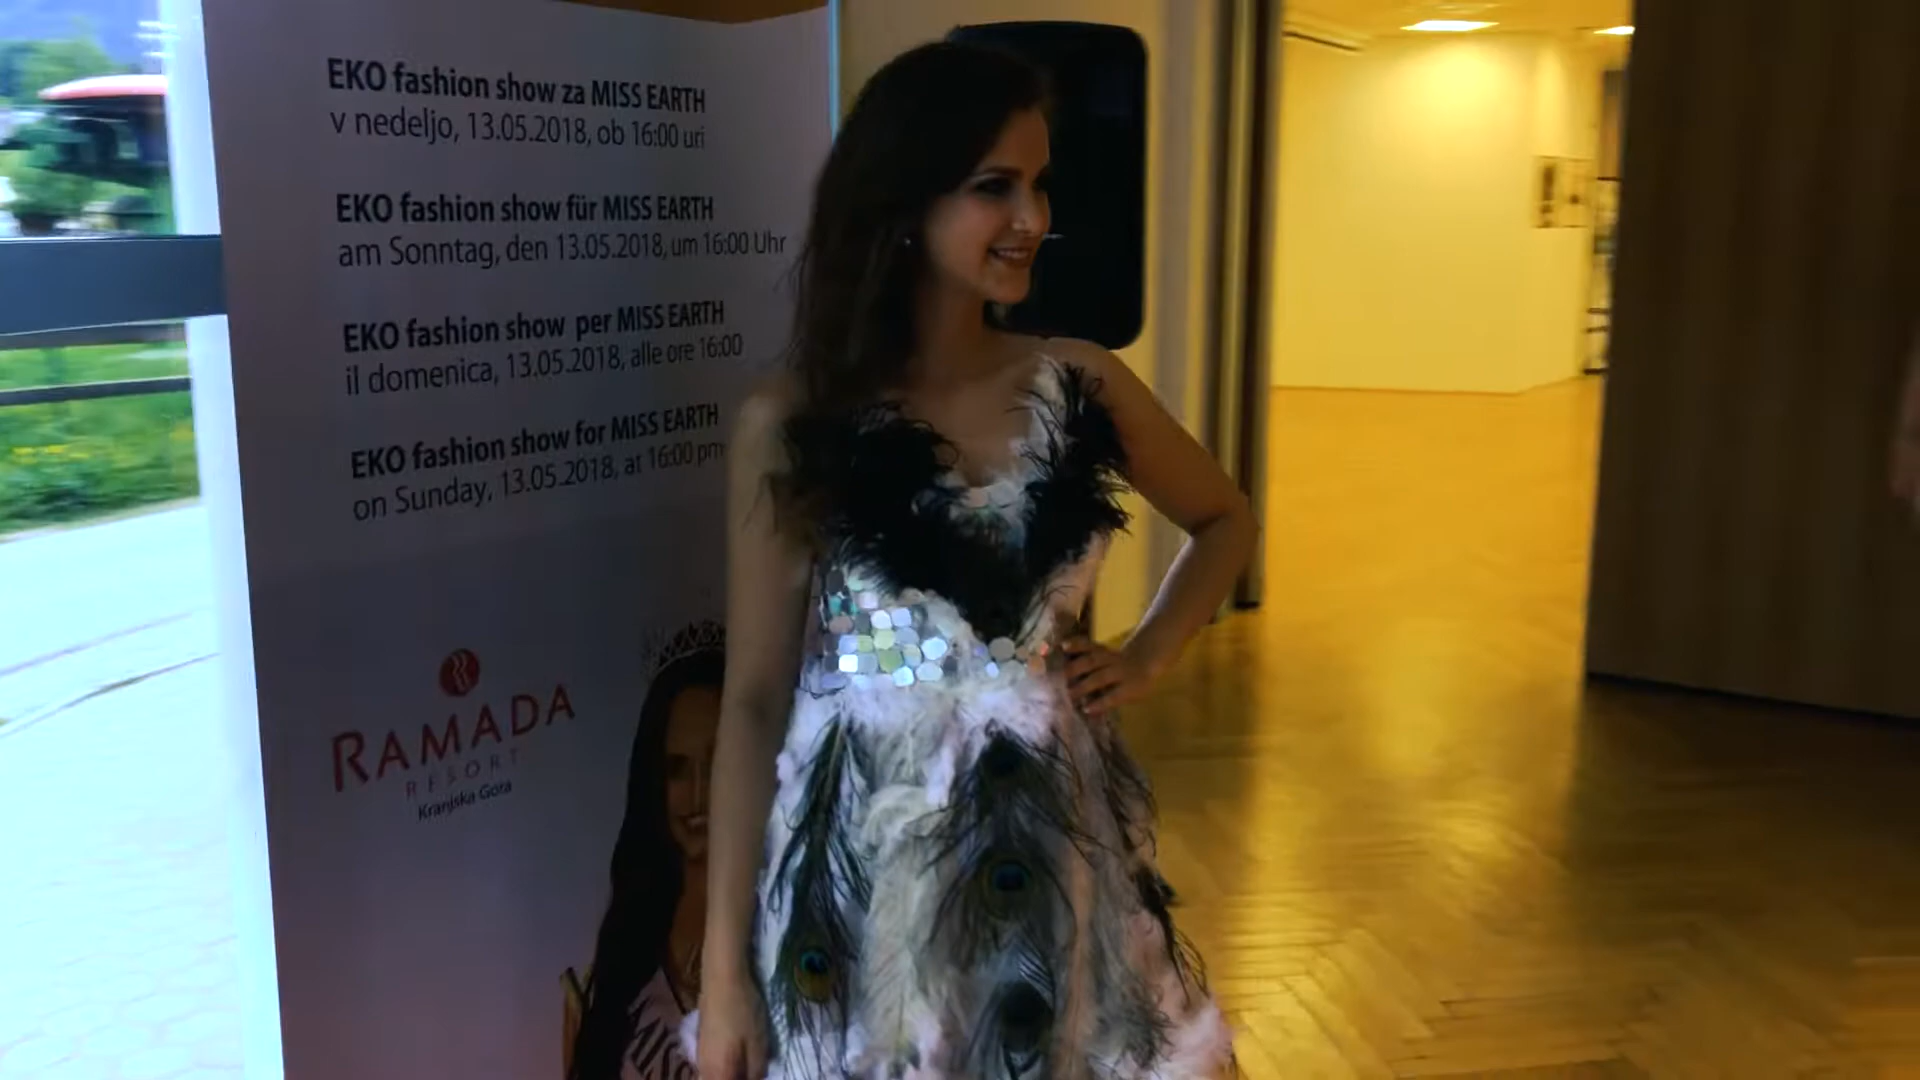 EKO fashion show za MISS EARTH
v nedeljo, 13.05.2018, ob 16:00 uri
EKO fashion show für MISS EARTH
am Sonntag, den 13.05.2018, um 16:00 Uhr
EKO fashion show per MISS EARTH
il domenica, 13.05.2018, alle ore 16:00
EKO fashion show for MISS EARTH
on Sunday, 13.05.2018, at 16:00 pm
RAMADA
RESORT
Kranjska Gora
MISS